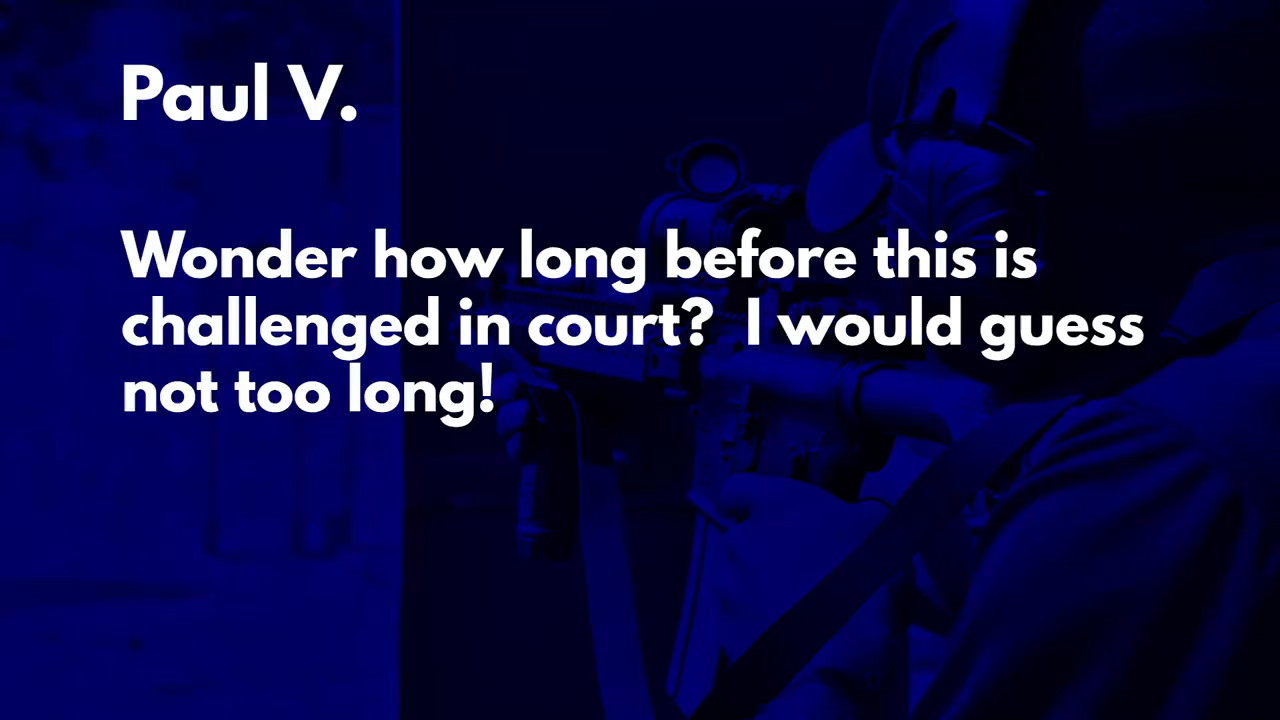 Paul V.
Wonder how long before this is
challenged in court?  I would guess
not too long!